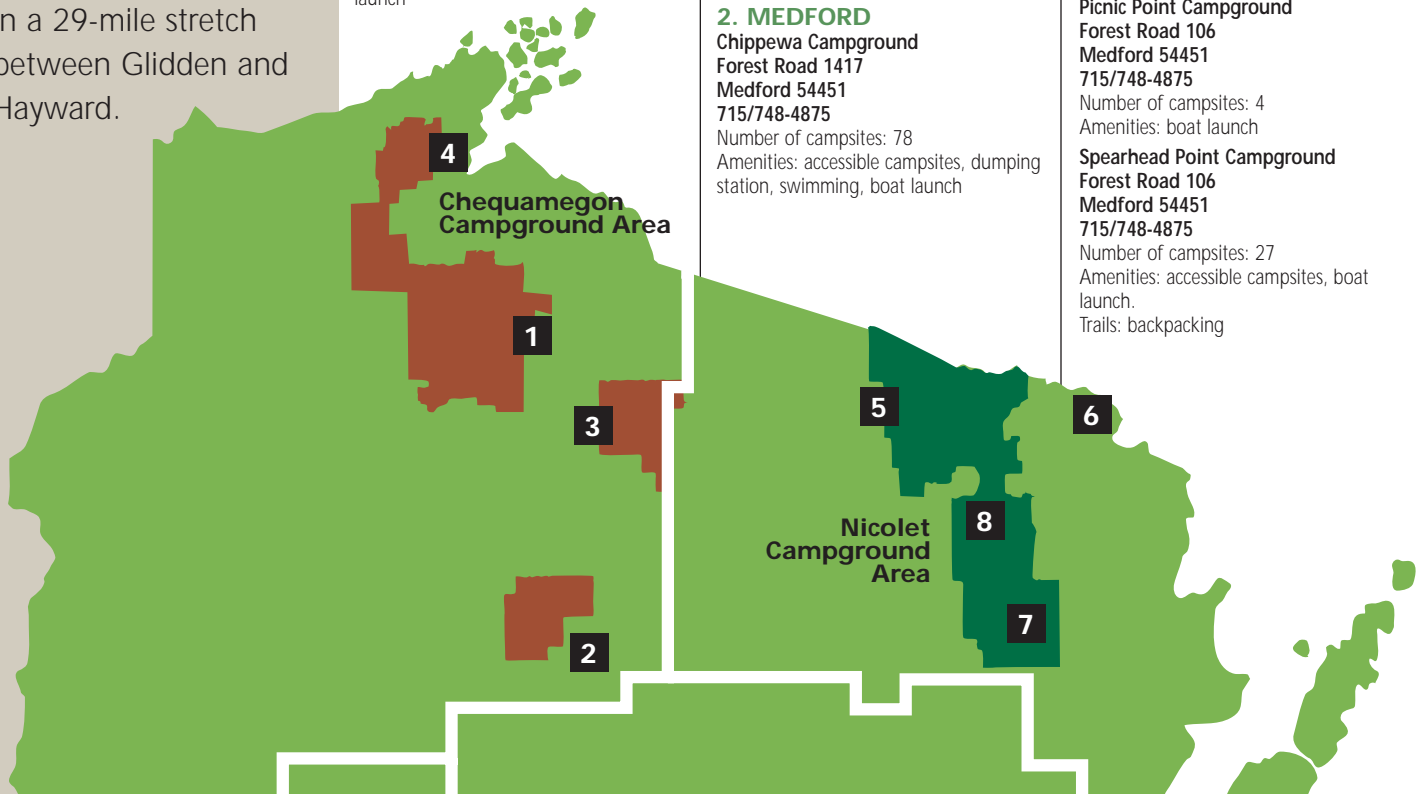 n a 29-mile stretch
between Glidden and
Hayward.
launch
2. MEDFORD
Chippewa Campground
Forest Road 1417
Medford 54451
715/748-4875
Number of campsites: 78
Amenities: accessible campsites, dumping
station, swimming, boat launch
Picnic Point Campground
Forest Road 106
Medford 54451
715/748-4875
Number of campsites: 4
Amenities: boat launch
Spearhead Point Campground
Forest Road 106
Medford 54451
715/748-4875
Number of campsites: 27
Amenities: accessible campsites, boat
launch.
Trails: backpacking
4
Chequamegon
Campground Area
1
3
2
5
6
Nicolet
Campground
Area
8
7